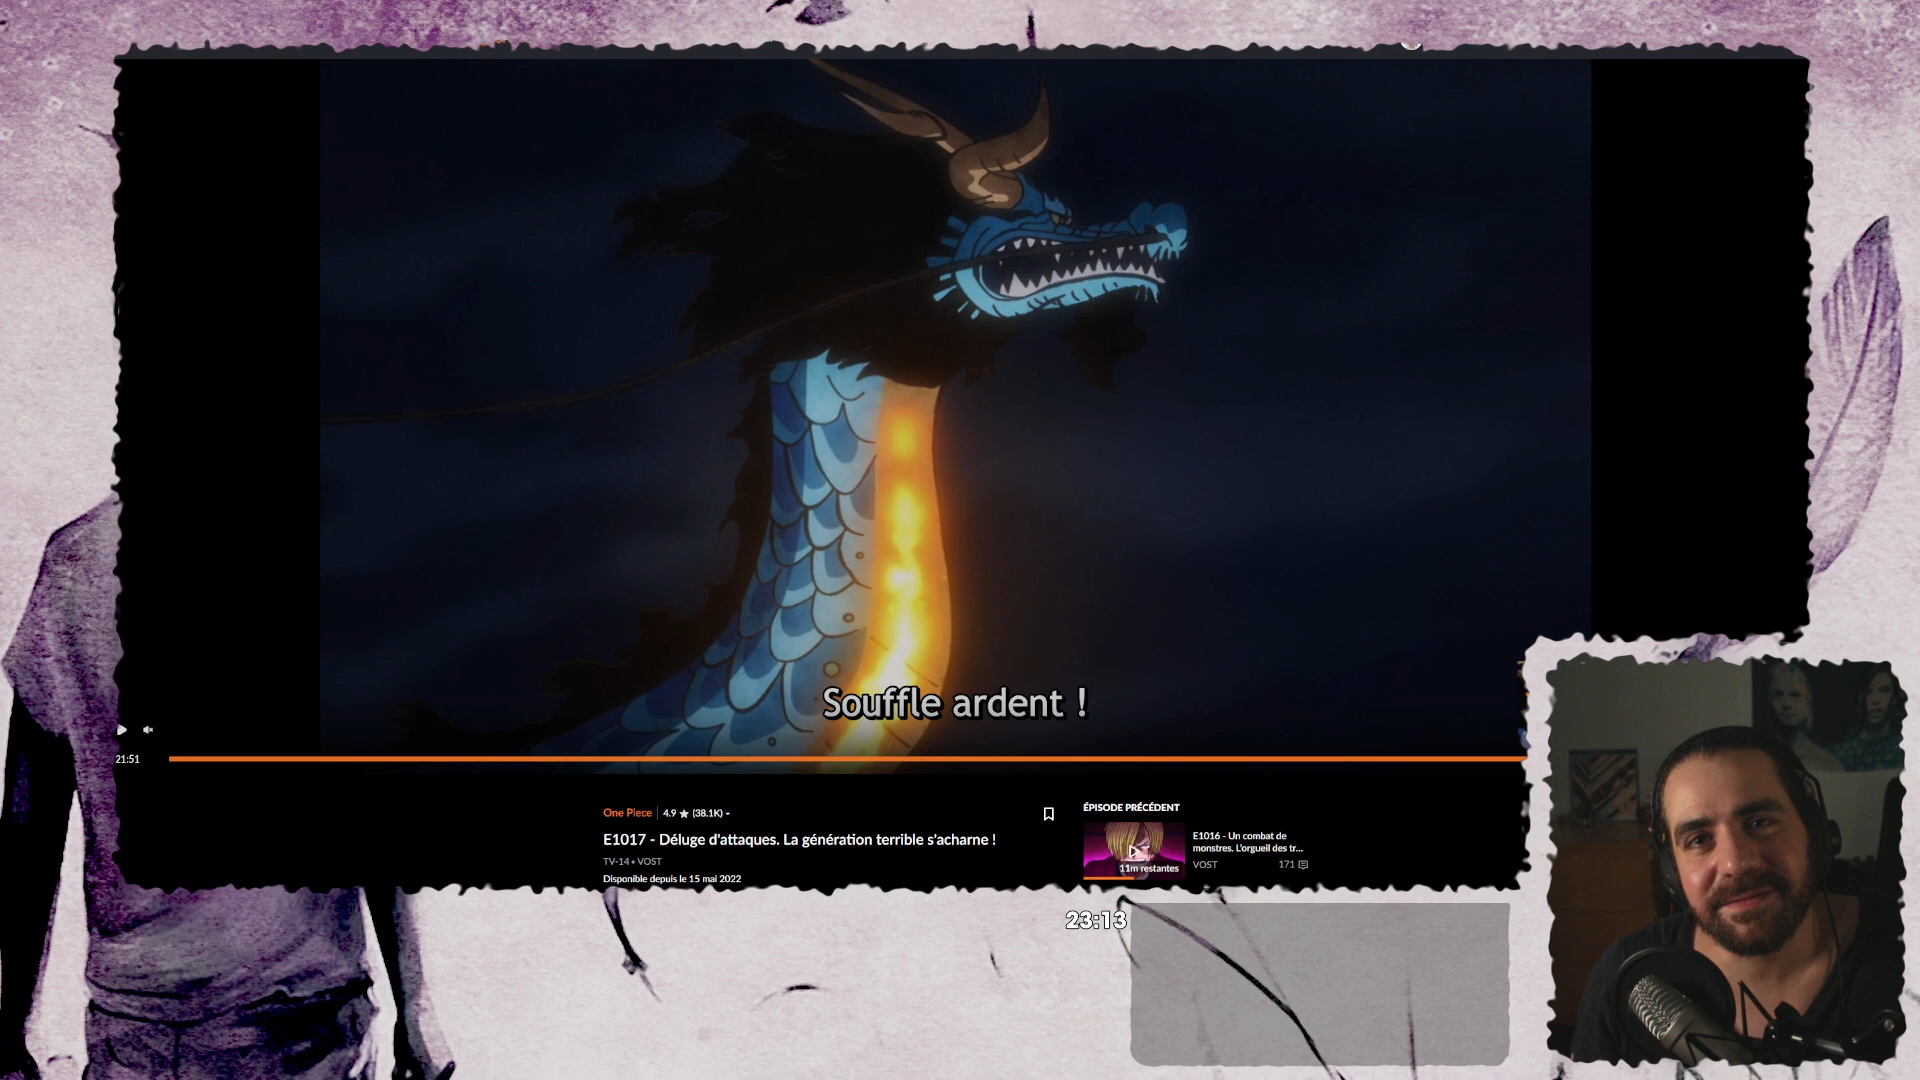 Souffle ardent !
21:51
One Piece 4.9 ★ (38.1K)
E1017 - Déluge d'attaques. La génération terrible s'acharne !
TV-14 • VOST
Disponible depuis le 15 mai 2022
ÉPISODE PRÉCÉDENT
11m restantes
E1016 - Un combat de
monstres. L'orgueil des tr...
VOST 171
23:13